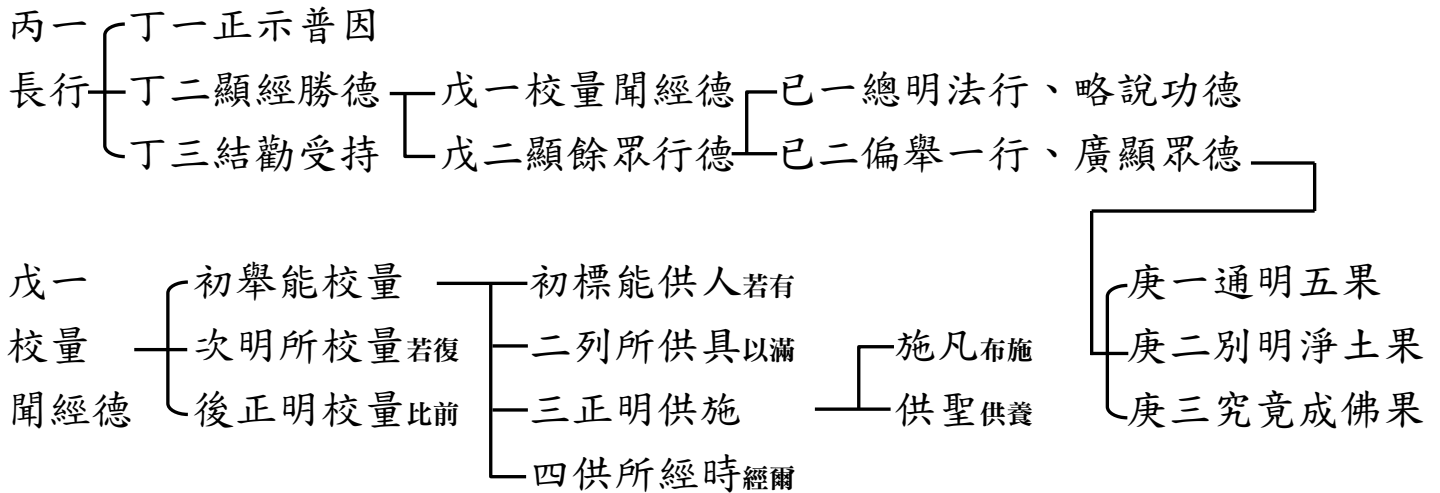 丙一 丁一正示普因
長行 丁二顯經勝德 戊一校量聞經德 已一總明法行、略說功德
丁三結勸受持 戊二顯餘眾行德 已二偏舉一行、廣顯眾德
戊一 初舉能校量 初標能供人若有 庚一通明五果
校量 次明所校量若復 二列所供具以滿 施凡布施 庚二別明淨土果
聞經德 後正明校量比前 三正明供施 供聖供養 庚三究竟成佛果
四供所經時經爾